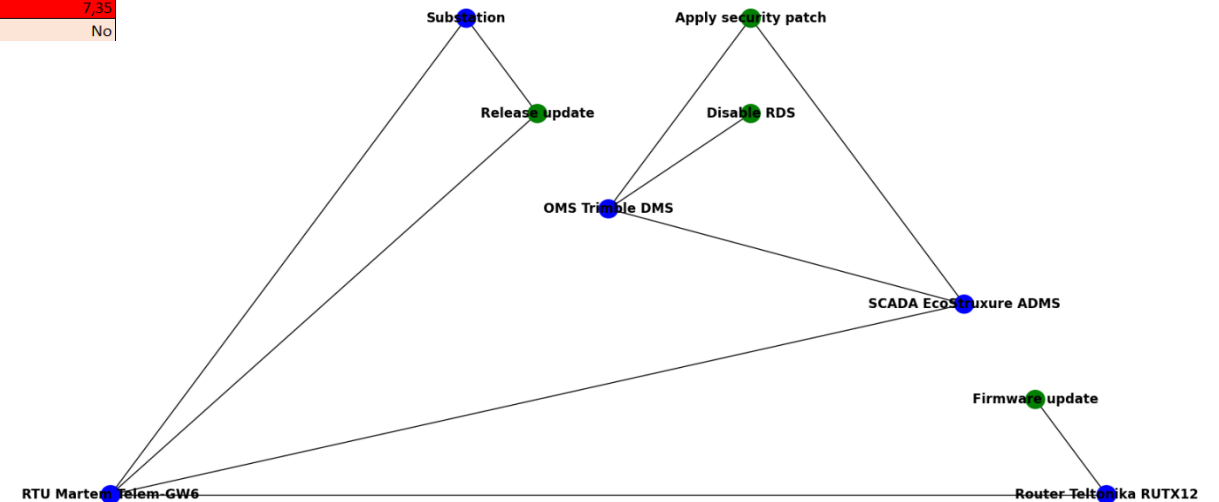 7,35
No
Substation
Apply security patch
Release update
Disable RDS
OMS Trimble DMS
SCADA EcoStruxure ADMS
Firmware update
RTU Martem Telem-GW6
Router Teltonika RUTX12